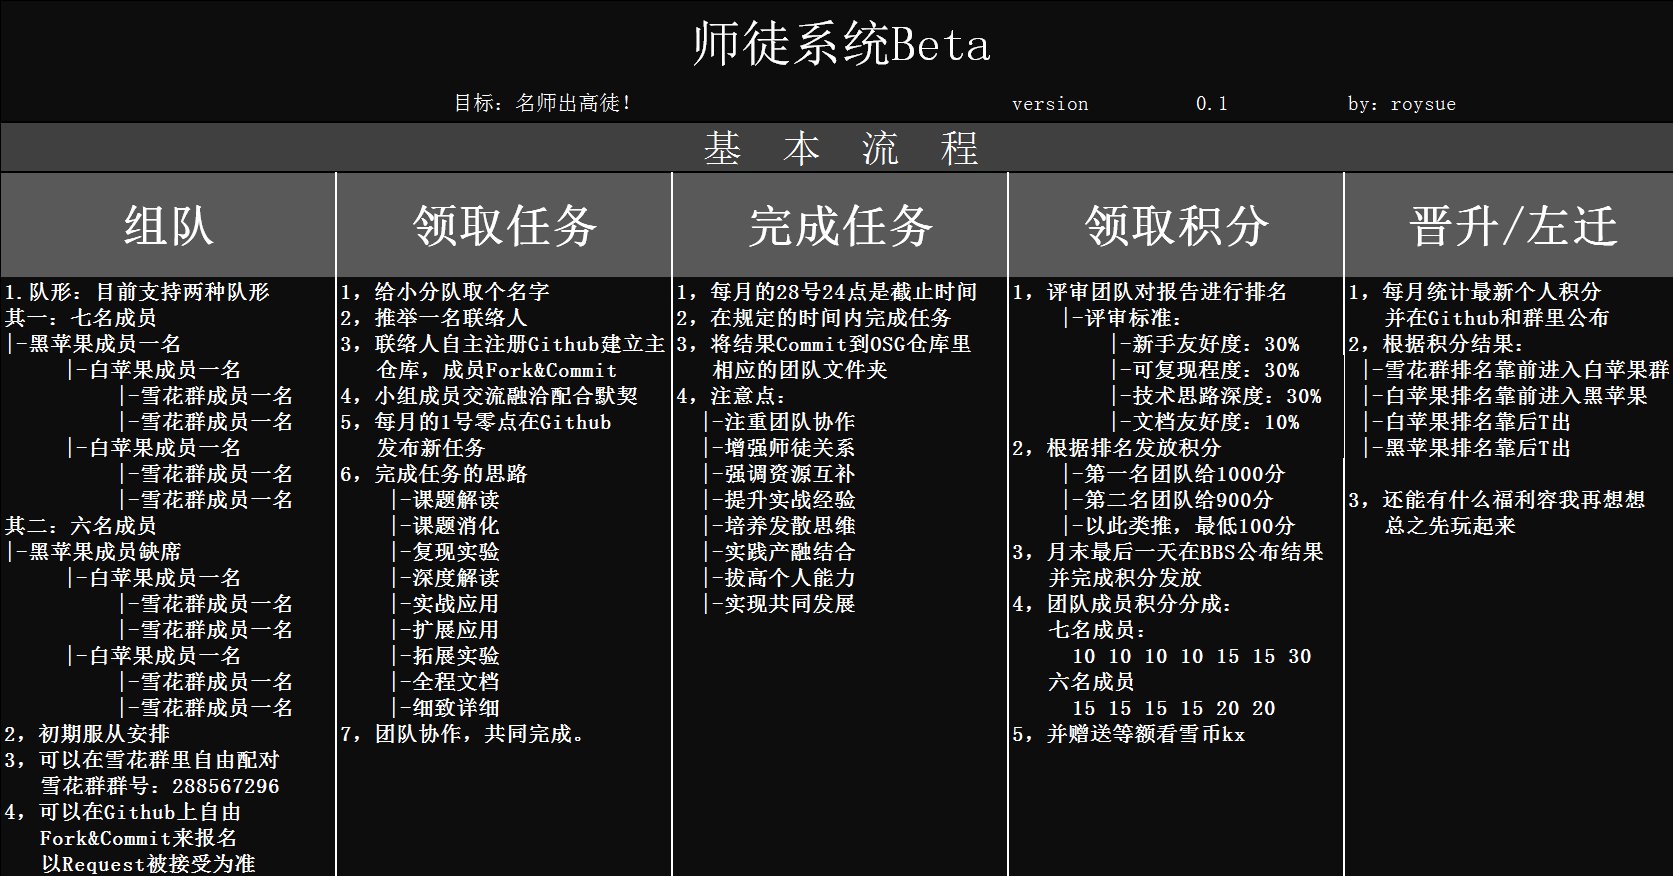 师徒系统Beta
目标：名师出高徒！ version 0.1 by：roysue
基 本 流 程
组队
1.队形：目前支持两种队形
其一：七名成员
|-黑苹果成员一名
|-白苹果成员一名
|-雪花群成员一名
|-雪花群成员一名
|-白苹果成员一名
|-雪花群成员一名
|-雪花群成员一名
其二：六名成员
|-黑苹果成员缺席
|-白苹果成员一名
|-雪花群成员一名
|-雪花群成员一名
|-白苹果成员一名
|-雪花群成员一名
|-雪花群成员一名
2，初期服从安排
3，可以在雪花群里自由配对
雪花群群号：288567296
4，可以在Github上自由
Fork&Commit来报名
以Request被接受为准
领取任务
1，给小分队取个名字
2，推举一名联络人
3，联络人自主注册Github建立主
仓库，成员Fork&Commit
4，小组成员交流融洽配合默契
5，每月的1号零点在Github
发布新任务
6，完成任务的思路
|-课题解读
|-课题消化
|-复现实验
|-深度解读
|-实战应用
|-扩展应用
|-拓展实验
|-全程文档
|-细致详细
7，团队协作，共同完成。
完成任务
1，每月的28号24点是截止时间
2，在规定的时间内完成任务
3，将结果Commit到OSG仓库里
相应的团队文件夹
4，注意点：
|-注重团队协作
|-增强师徒关系
|-强调资源互补
|-提升实战经验
|-培养发散思维
|-实践产融结合
|-拔高个人能力
|-实现共同发展
领取积分
1，评审团队对报告进行排名
|-评审标准：
|-新手友好度：30%
|-可复现程度：30%
|-技术思路深度：30%
|-文档友好度：10%
2，根据排名发放积分
|-第一名团队给1000分
|-第二名团队给900分
|-以此类推，最低100分
3，月末最后一天在BBS公布结果
并完成积分发放
4，团队成员积分分成：
七名成员：
10 10 10 10 15 15 30
六名成员
15 15 15 15 20 20
5，并赠送等额看雪币kx
晋升/左迁
1，每月统计最新个人积分
并在Github和群里公布
2，根据积分结果：
|-雪花群排名靠前进入白苹果群
|-白苹果排名靠前进入黑苹果
|-白苹果排名靠后T出
|-黑苹果排名靠后T出
3，还能有什么福利容我再想想
总之先玩起来